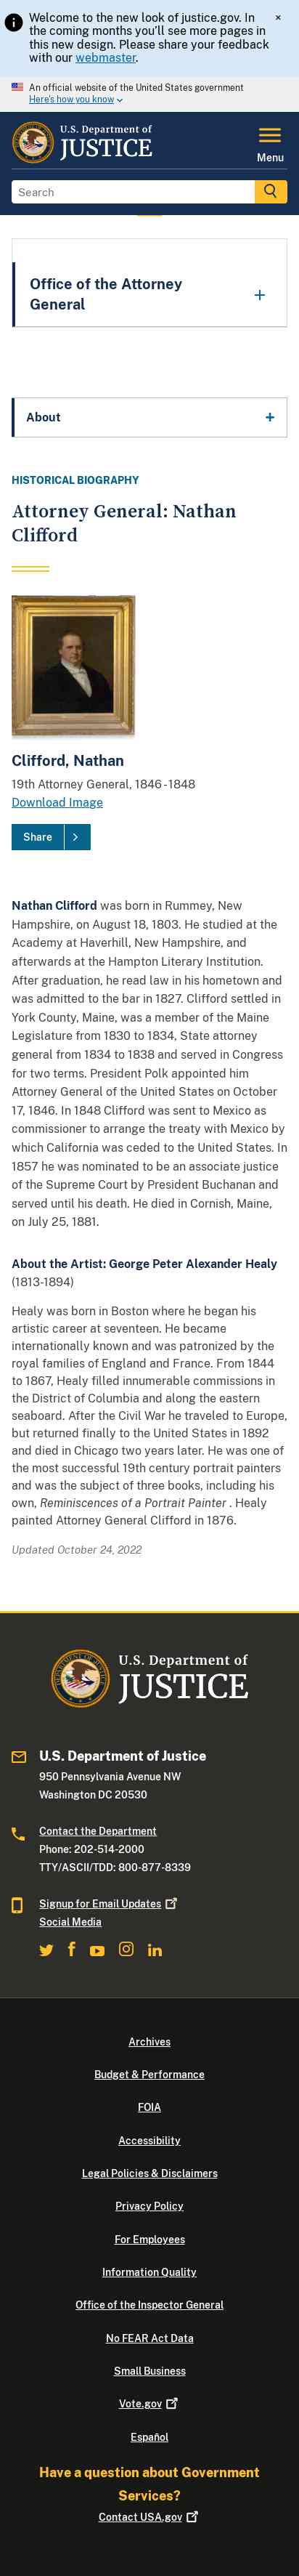 Welcome to the new look of justice.gov. In
the coming months you'll see more pages in
this new design. Please share your feedback
with our webmaster.
×
An official website of the United States government
Here's how you know
U.S. Department of
JUSTICE
Menu
Search
Office of the Attorney
General
About
HISTORICAL BIOGRAPHY
Attorney General: Nathan
Clifford
Clifford, Nathan
19th Attorney General, 1846 - 1848
Download Image
Share
Nathan Clifford was born in Rummey, New
Hampshire, on August 18, 1803. He studied at the
Academy at Haverhill, New Hampshire, and
afterwards at the Hampton Literary Institution.
After graduation, he read law in his hometown and
was admitted to the bar in 1827. Clifford settled in
York County, Maine, was a member of the Maine
Legislature from 1830 to 1834, State attorney
general from 1834 to 1838 and served in Congress
for two terms. President Polk appointed him
Attorney General of the United States on October
17, 1846. In 1848 Clifford was sent to Mexico as
commissioner to arrange the treaty with Mexico by
which California was ceded to the United States. In
1857 he was nominated to be an associate justice
of the Supreme Court by President Buchanan and
served until his death. He died in Cornish, Maine,
on July 25, 1881.
About the Artist: George Peter Alexander Healy
(1813-1894)
Healy was born in Boston where he began his
artistic career at seventeen. He became
internationally known and was patronized by the
royal families of England and France. From 1844
to 1867, Healy filled innumerable commissions in
the District of Columbia and along the eastern
seaboard. After the Civil War he traveled to Europe,
but returned finally to the United States in 1892
and died in Chicago two years later. He was one of
the most successful 19th century portrait painters
and was the subject of three books, including his
own, Reminiscences of a Portrait Painter . Healy
painted Attorney General Clifford in 1876.
Updated October 24, 2022
U.S. Department of
JUSTICE
U.S. Department of Justice
950 Pennsylvania Avenue NW
Washington DC 20530
Contact the Department
Phone: 202-514-2000
TTY/ASCII/TDD: 800-877-8339
Signup for Email Updates
Social Media
Archives
Budget & Performance
FOIA
Accessibility
Legal Policies & Disclaimers
Privacy Policy
For Employees
Information Quality
Office of the Inspector General
No FEAR Act Data
Small Business
Vote.gov
Español
Have a question about Government
Services?
Contact USA.gov